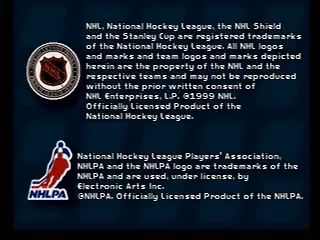 NHL, National Hockey League, the NHL Shield
and the Stanley Cup are registered trademarks
of the National Hockey League. All NHL logos
and marks and team logos and marks depicted
herein are the property of the NHL and the
respective teams and may not be reproduced
without the prior written consent of
NHL Enterprises, L.P. @1999 NHL.
Officially Licensed Product of the
National Hockey League.
NHL
National Hockey League Players' Association,
NHLPA and the NHLPA logo are trademarks of the
NHLPA and are used, under license, by
Electronic Arts Inc.
@NHLPA. Officially Licensed Product of the NHLPA.
NHLPA